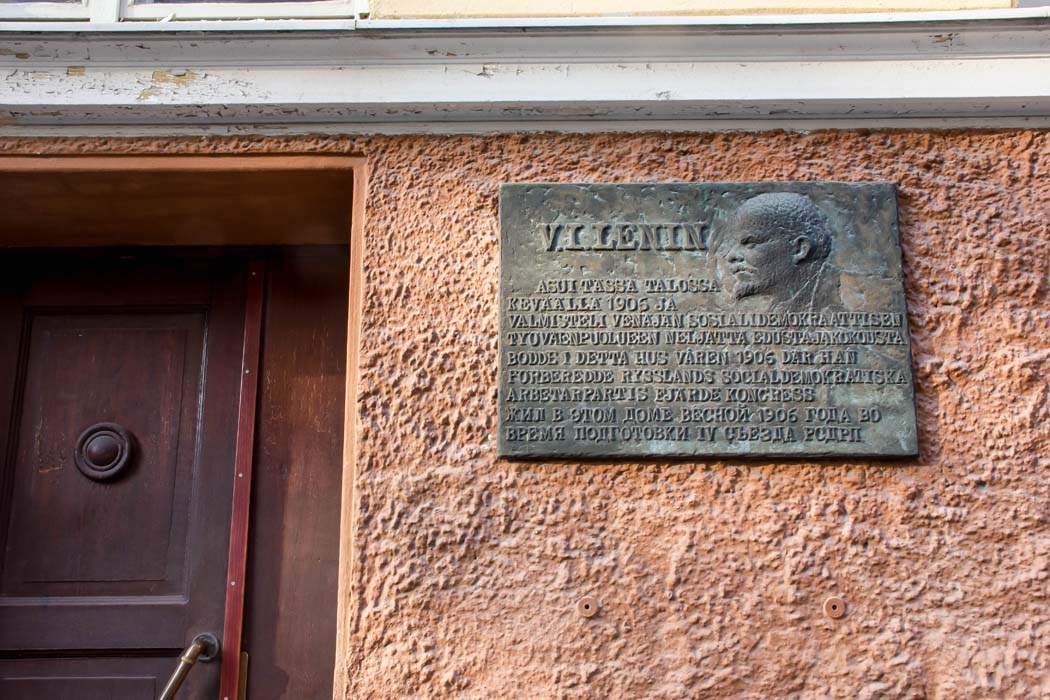 V.I.LENIN
ASUI TÄSSÄ TALOSSA
KEVÄÄLLÄ 1906 JA
VALMISTELI VENÄJÄN SOSIALIDEMOKRAATTISEN
TYÖVÄENPUOLUEEN NELJÄTTÄ EDUSTAJAKOKOUSTA
BODDE I DETTA HUS VÅREN 1906 DÄR HAN
FÖRBEREDDE RYSSLANDS SOCIALDEMOKRATISKA
ARBETARPARTIS FJÄRDE KONGRESS
ЖИЛ В ЭТОМ ДОМЕ ВЕСНОЙ 1906 ГОДА ВО
ВРЕМЯ ПОДГОТОВКИ IV СЪЕЗДА РСДРП